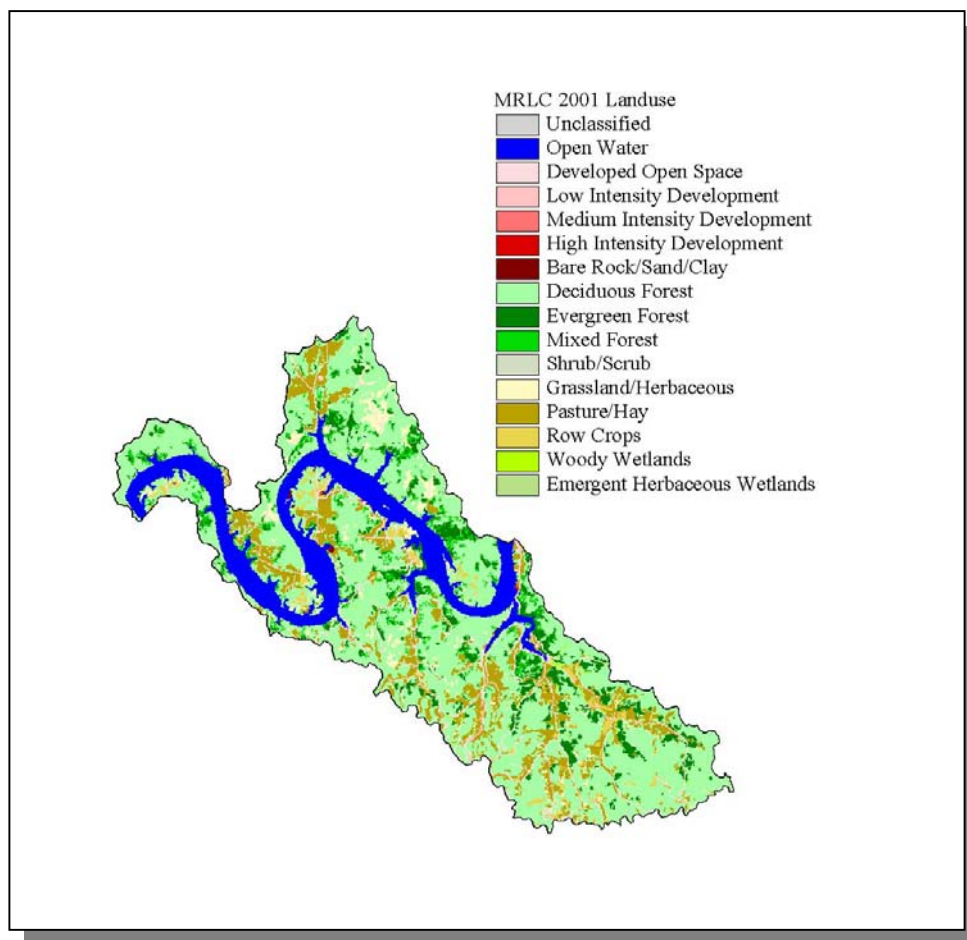 MRLC 2001 Landuse
Unclassified
Open Water
Developed Open Space
Low Intensity Development
Medium Intensity Development
High Intensity Development
Bare Rock/Sand/Clay
Deciduous Forest
Evergreen Forest
Mixed Forest
Shrub/Scrub
Grassland/Herbaceous
Pasture/Hay
Row Crops
Woody Wetlands
Emergent Herbaceous Wetlands